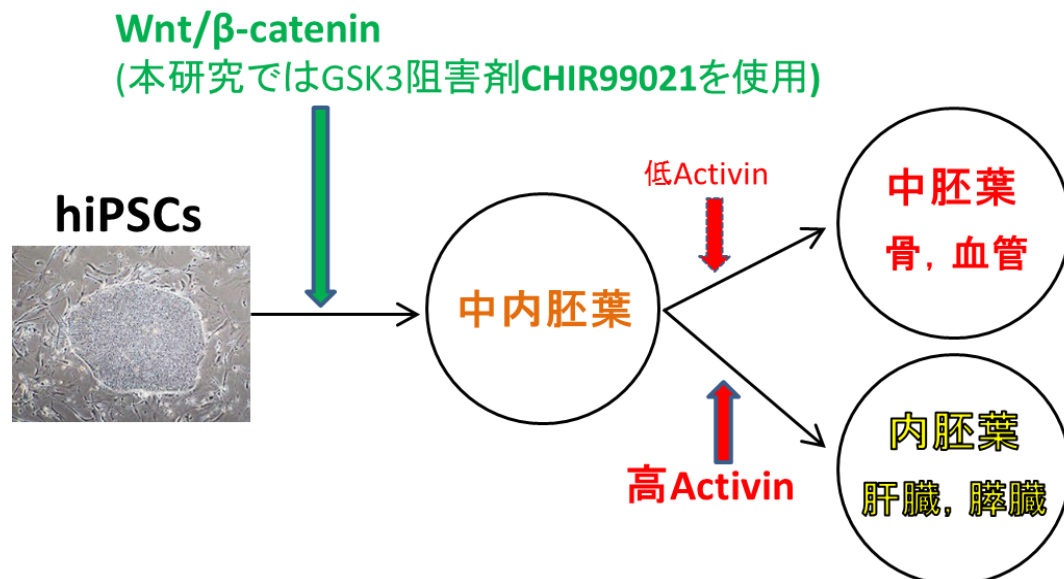 Wnt/β-catenin
(本研究ではGSK3阻害剤CHIR99021を使用)
hiPSCs
中内胚葉
低Activin
高Activin
中胚葉
骨, 血管
内胚葉
肝臓, 膵臓